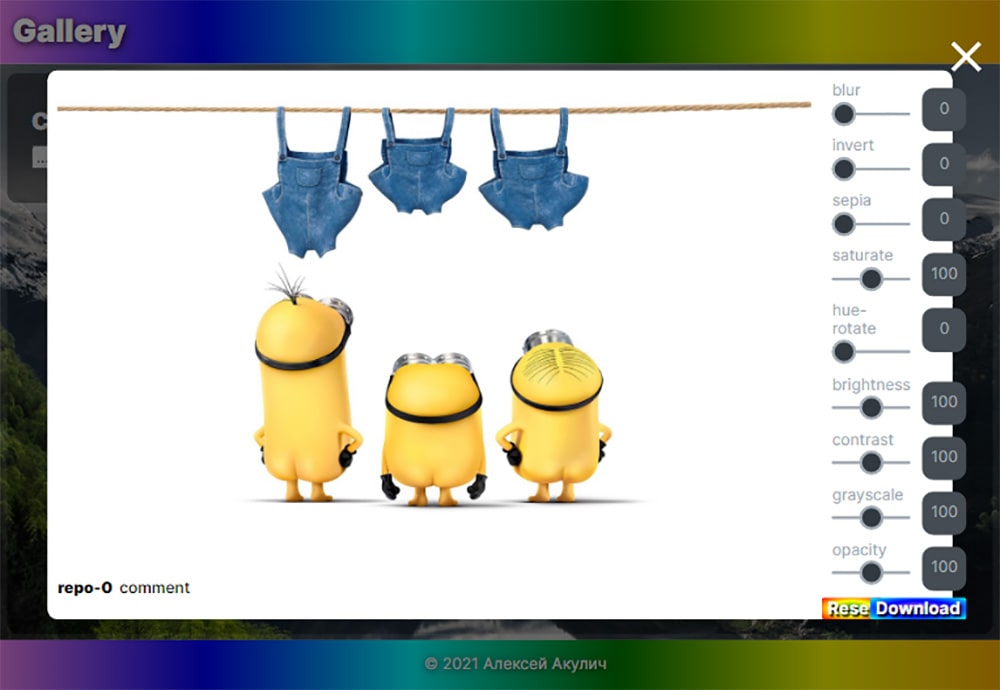 Gallery
C
...
blur
0
invert
0
sepia
0
saturate
100
hue-
rotate
0
brightness
100
contrast
100
grayscale
100
opacity
100
repo-0 comment
Rese Download
© 2021 Алексей Акулич